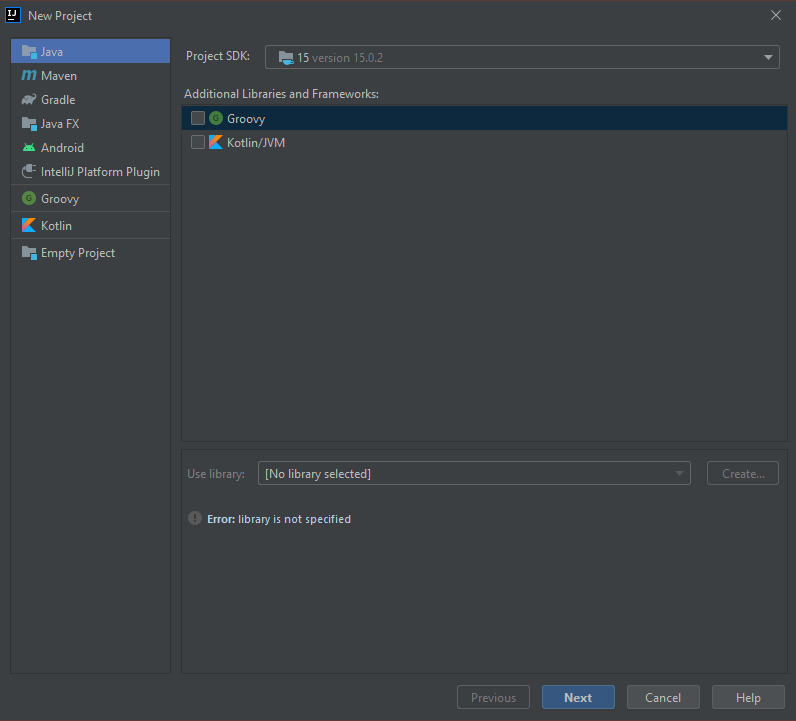 New Project
Java
Maven
Gradle
Java FX
Android
IntelliJ Platform Plugin
Groovy
Kotlin
Empty Project
Project SDK: 15 version 15.0.2
Additional Libraries and Frameworks:
Groovy
Kotlin/JVM
Use library: [No library selected] Create...
Error: library is not specified
Previous Next Cancel Help